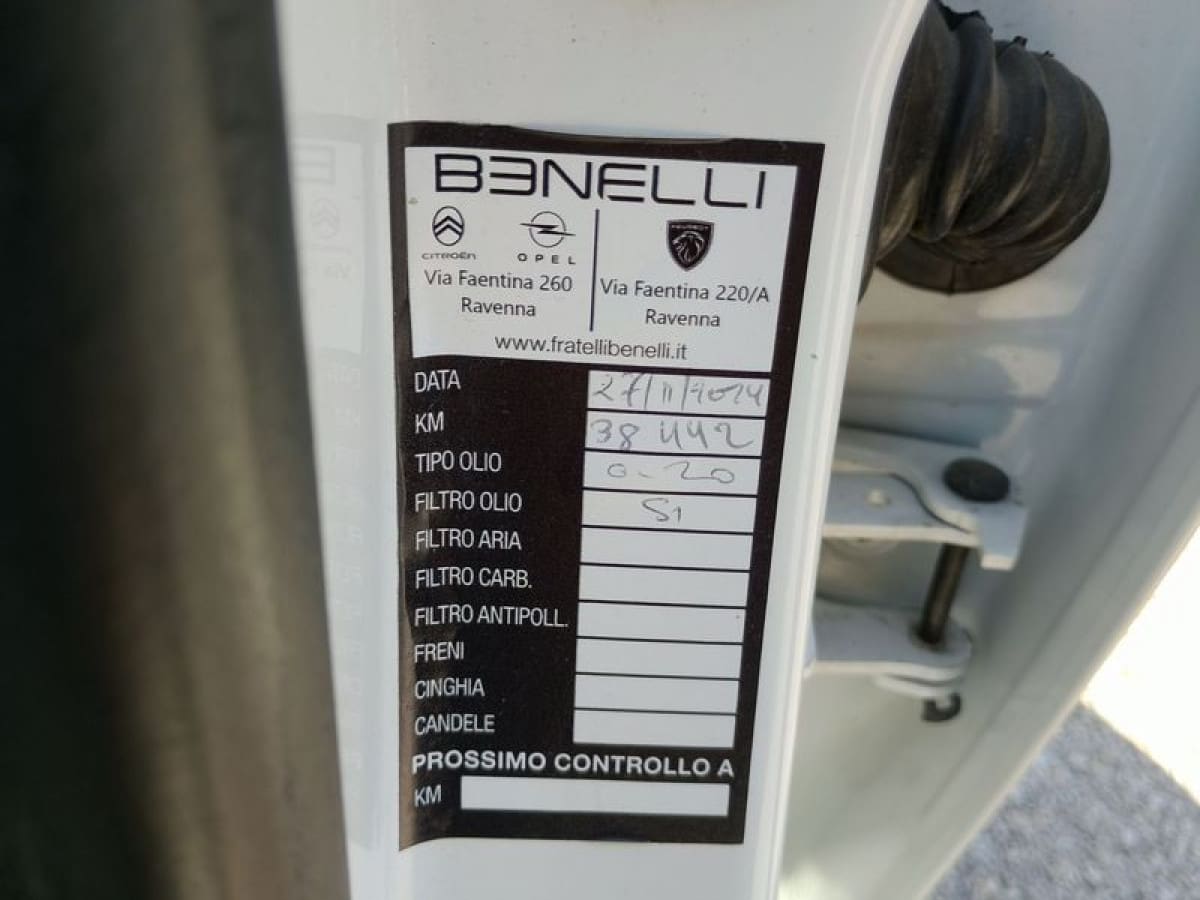 BENELLI
CITROËN OPEL PEUGEOT
Via Faentina 260
Ravenna
Via Faentina 220/A
Ravenna
www.fratellibenelli.it
DATA 27/11/2024
KM 38442
TIPO OLIO 0-20
FILTRO OLIO SI
FILTRO ARIA
FILTRO CARB.
FILTRO ANTIPOLL.
FRENI
CINGHIA
CANDELE
PROSSIMO CONTROLLO A
KM